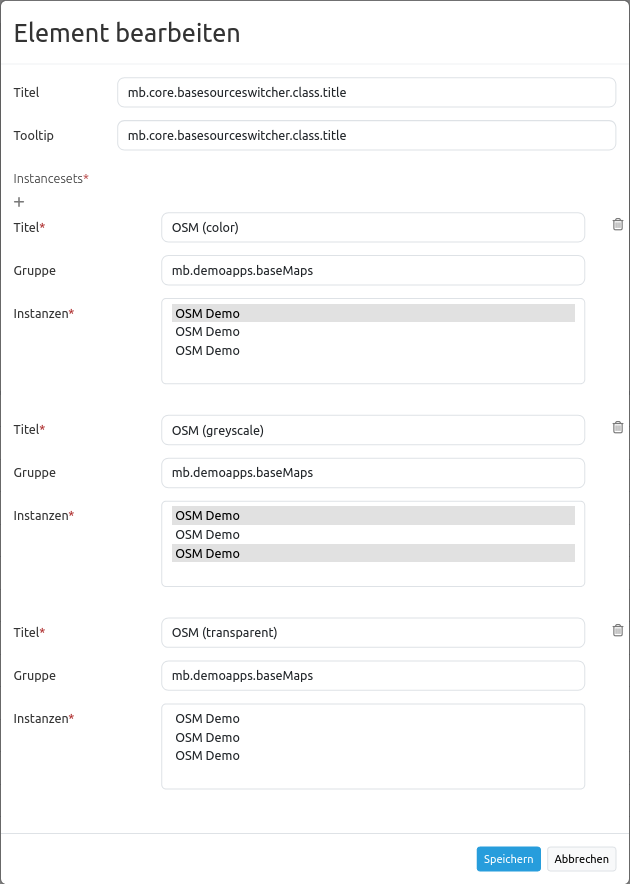 Element bearbeiten
Titel mb.core.basesourceswitcher.class.title
Tooltip mb.core.basesourceswitcher.class.title
Instancesets*
+
Titel* OSM (color)
Gruppe mb.demoapps.baseMaps
Instanzen* OSM Demo
OSM Demo
OSM Demo
Titel* OSM (greyscale)
Gruppe mb.demoapps.baseMaps
Instanzen* OSM Demo
OSM Demo
OSM Demo
Titel* OSM (transparent)
Gruppe mb.demoapps.baseMaps
Instanzen* OSM Demo
OSM Demo
OSM Demo
Speichern Abbrechen